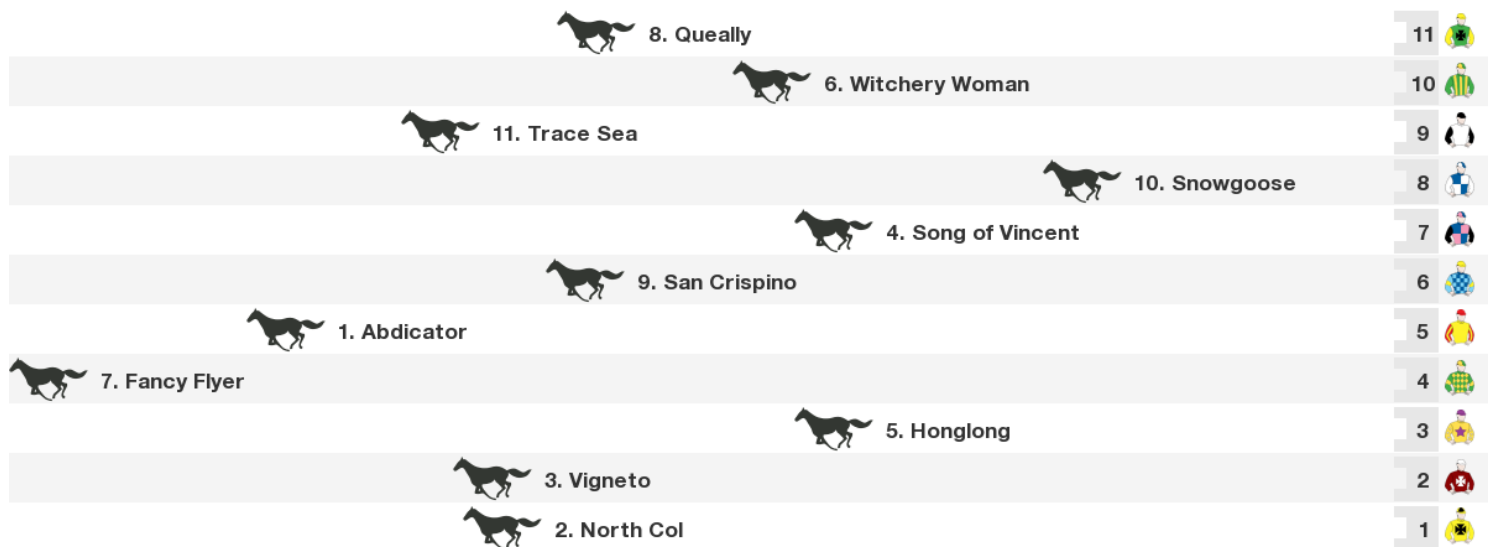 8. Queally 11
6. Witchery Woman 10
11. Trace Sea 9
10. Snowgoose 8
4. Song of Vincent 7
9. San Crispino 6
1. Abdicator 5
7. Fancy Flyer 4
5. Honglong 3
3. Vigneto 2
2. North Col 1